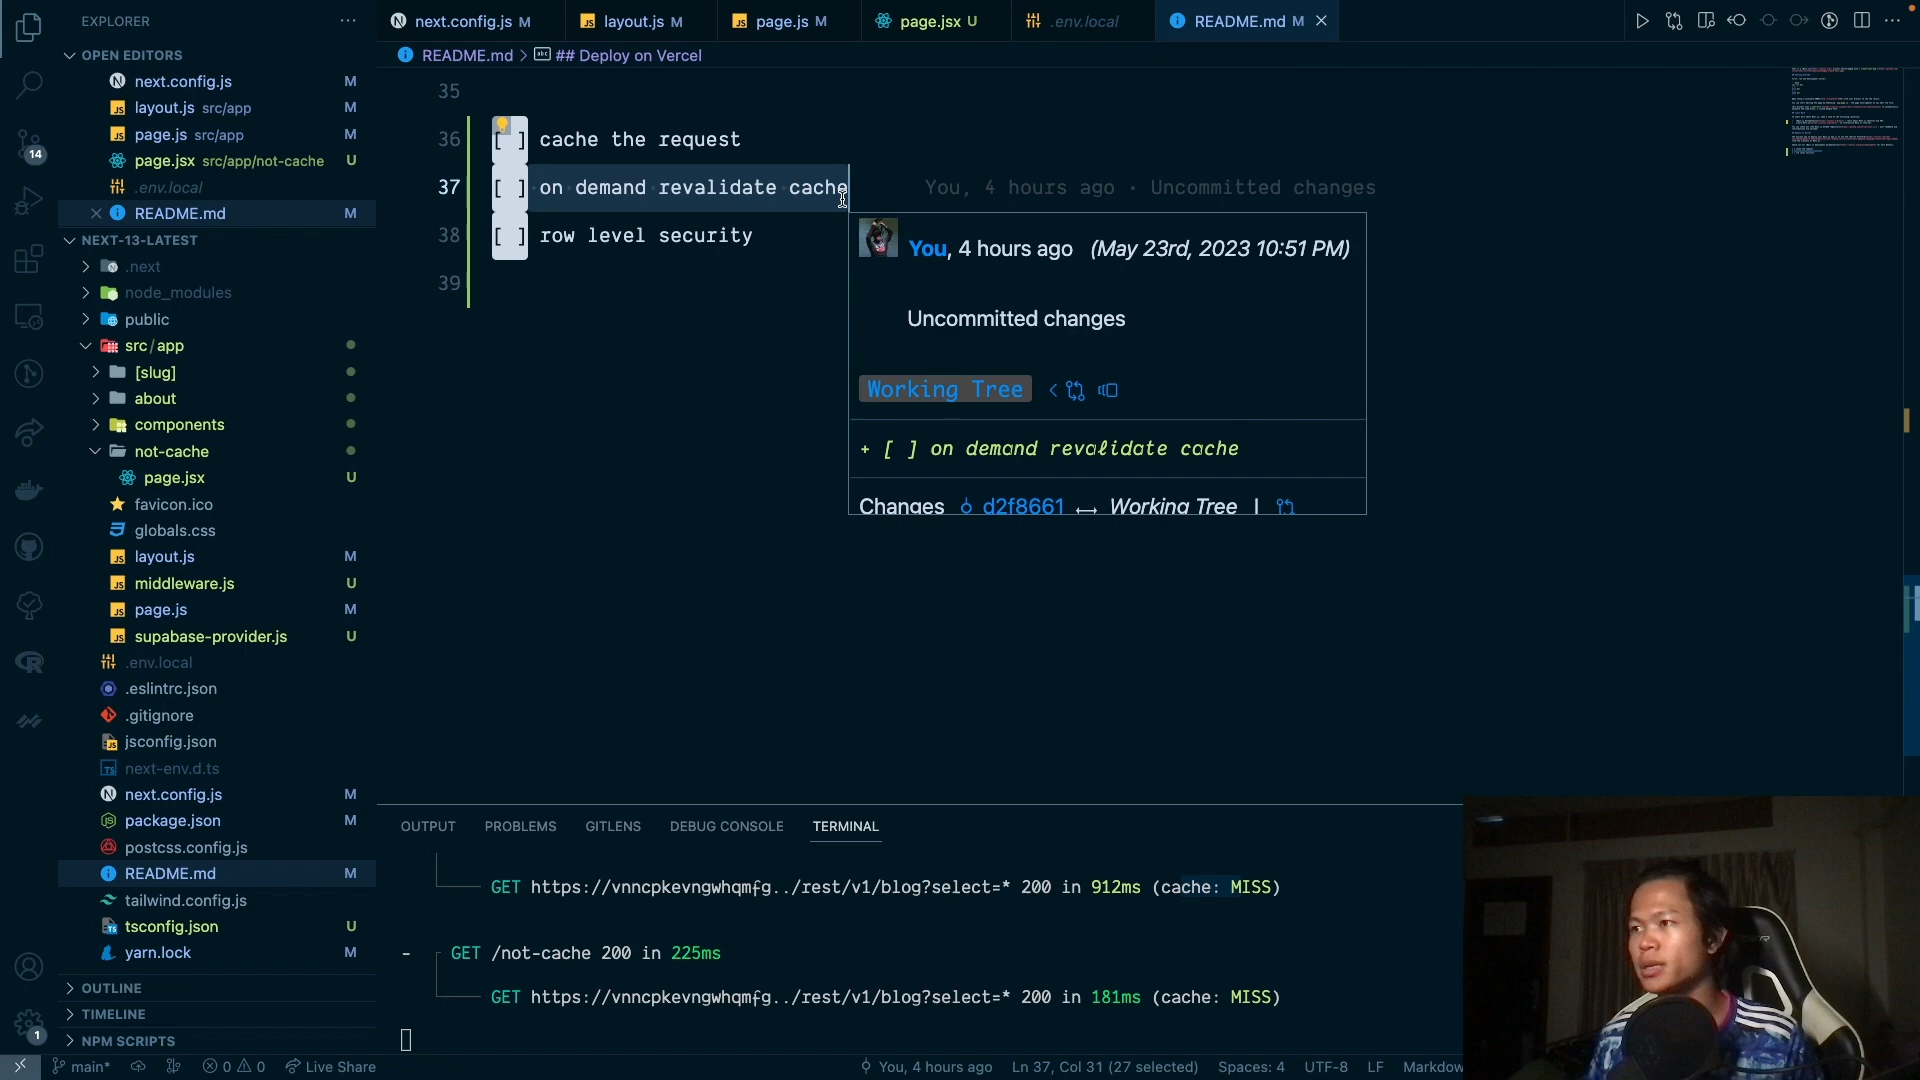 EXPLORER
OPEN EDITORS
next.config.js M
layout.js src/app M
page.js src/app M
page.jsx src/app/not-cache U
.env.local
README.md M
NEXT-13-LATEST
.next
node_modules
public
src/app
[slug]
about
components
not-cache
page.jsx U
favicon.ico
globals.css
layout.js M
middleware.js U
page.js M
supabase-provider.js U
.env.local
.eslintrc.json
.gitignore
jsconfig.json
next-env.d.ts
next.config.js M
package.json M
postcss.config.js
README.md M
tailwind.config.js
tsconfig.json U
yarn.lock M
OUTLINE
TIMELINE
NPM SCRIPTS
14
1
next.config.js M
layout.js M
page.js M
page.jsx U
.env.local
README.md M
README.md > ## Deploy on Vercel
35
36 [ ] cache the request
37 [ ] on demand revalidate cache You, 4 hours ago • Uncommitted changes
38 [ ] row level security
39
You, 4 hours ago (May 23rd, 2023 10:51 PM)
Uncommitted changes
Working Tree
+ [ ] on demand revalidate cache
Changes d2f8661 ↔ Working Tree |
OUTPUT PROBLEMS GITLENS DEBUG CONSOLE TERMINAL
GET https://vnncpkevngwhqmfg../rest/v1/blog?select=* 200 in 912ms (cache: MISS)
- GET /not-cache 200 in 225ms
GET https://vnncpkevngwhqmfg../rest/v1/blog?select=* 200 in 181ms (cache: MISS)
main* 0 0 Live Share You, 4 hours ago Ln 37, Col 31 (27 selected) Spaces: 4 UTF-8 LF Markdow